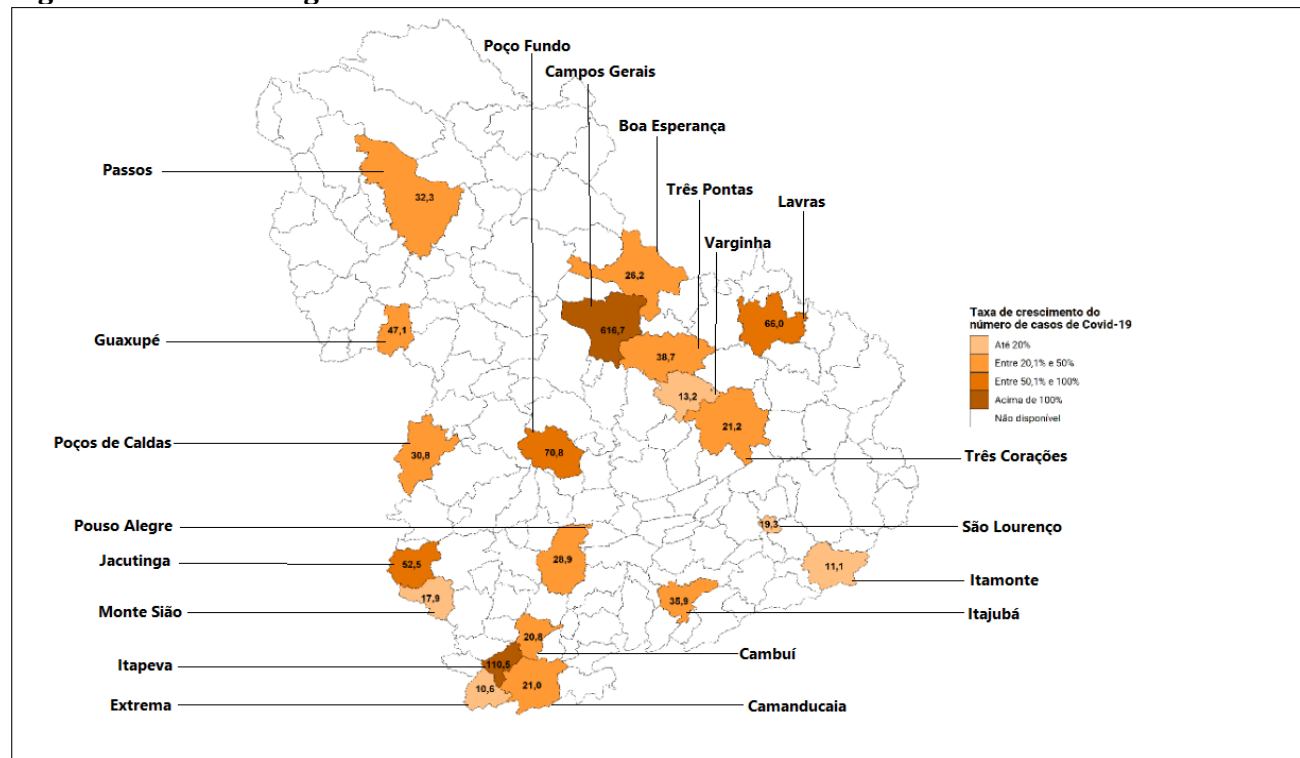 Poço Fundo
Campos Gerais
Boa Esperança
Passos
Três Pontas
32,3
Lavras
Varginha
26,2
Taxa de crescimento do
número de casos de Covid-19
Até 20%
Entre 20,1% e 50%
Entre 50,1% e 100%
Acima de 100%
Não disponível
66,0
616,7
47,1
Guaxupé
38,7
13,2
21,2
Poços de Caldas
30,8
70,8
Três Corações
Pouso Alegre
19,3
São Lourenço
Jacutinga
52,5
28,9
11,1
Itamonte
17,9
35,9
Monte Sião
Itajubá
20,8
Cambuí
Itapeva
110,5
10,6
21,0
Extrema
Camanducaia